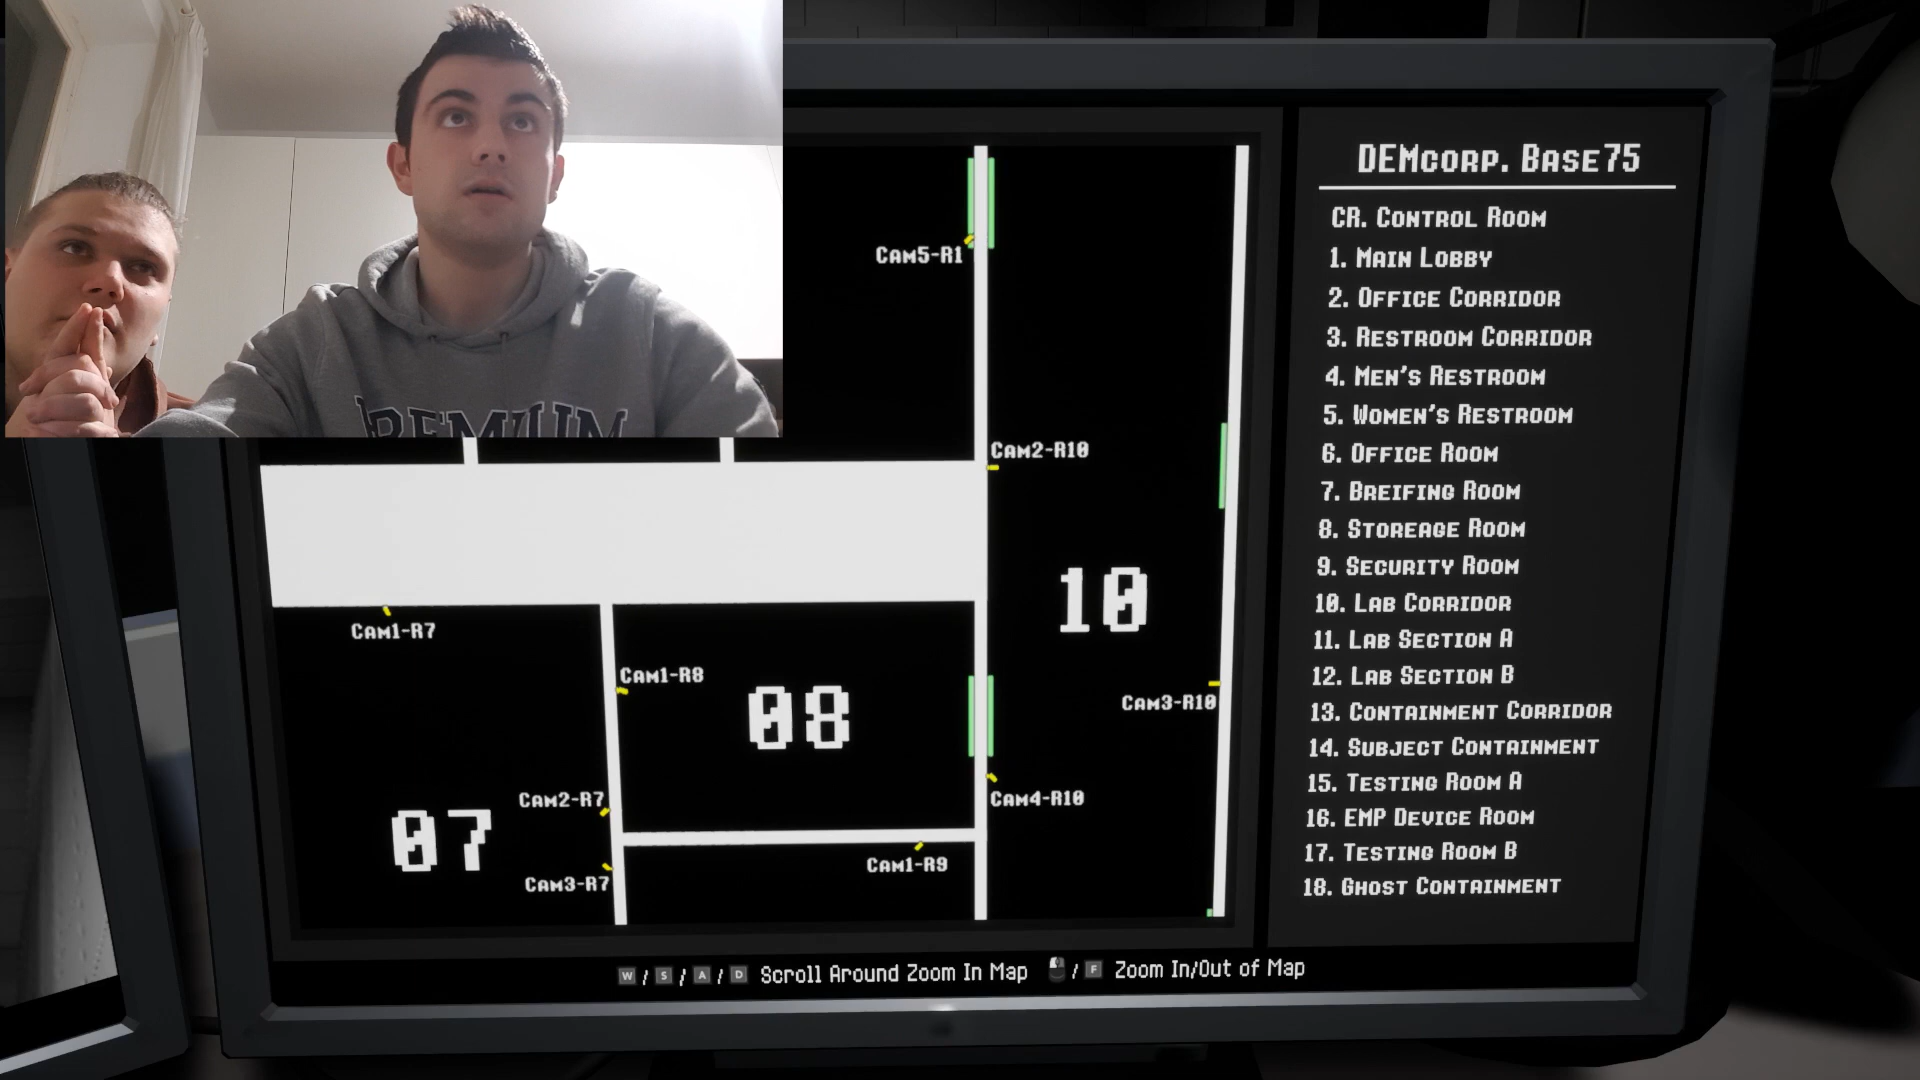 PREMIUM
DEMcorp. Base75
CR. Control Room
1. Main Lobby
2. Office Corridor
3. Restroom Corridor
4. Men's Restroom
5. Women's Restroom
6. Office Room
7. Breifing Room
8. Storeage Room
9. Security Room
10. Lab Corridor
11. Lab Section A
12. Lab Section B
13. Containment Corridor
14. Subject Containment
15. Testing Room A
16. EMP Device Room
17. Testing Room B
18. Ghost Containment
Cam5-R1
Cam2-R10
10
Cam1-R7
Cam1-R8
08
Cam3-R10
Cam2-R7
Cam4-R10
07
Cam3-R7
Cam1-R9
W / S / A / D Scroll Around Zoom In Map / F Zoom In/Out of Map